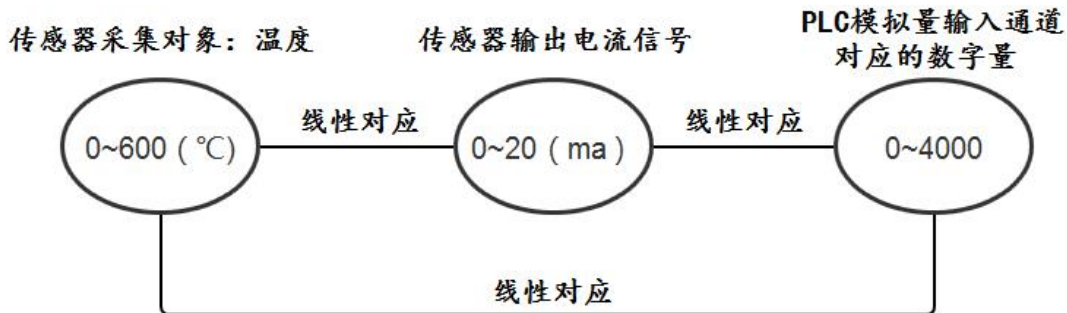 传感器采集对象：温度
传感器输出电流信号
PLC模拟量输入通道
对应的数字量
0~600（℃）
线性对应
0~20（ma）
线性对应
0~4000
线性对应